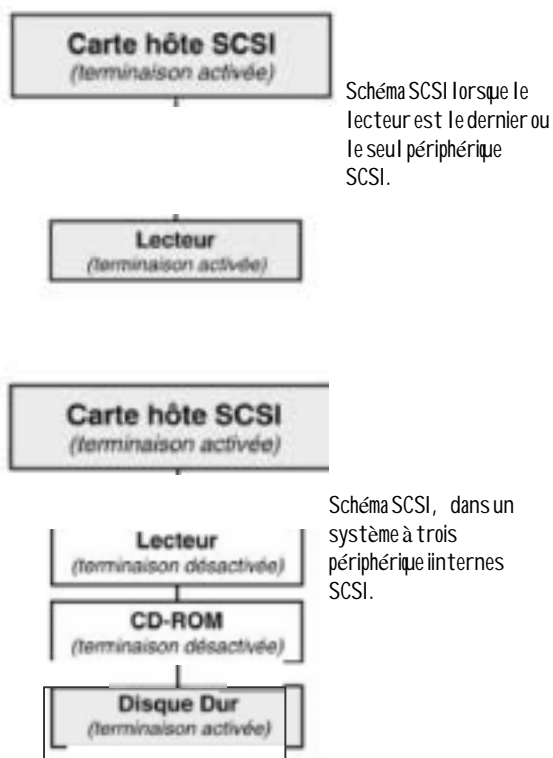 Carte hôte SCSI
(terminaison activée)
Schéma SCSI lorsque le
lecteur est le dernier ou
le seul périphérique
SCSI.
Lecteur
(terminaison activée)
Carte hôte SCSI
(terminaison activée)
Schéma SCSI, dans un
système à trois
périphérique iinternes
SCSI.
Lecteur
(terminaison désactivée)
CD-ROM
(terminaison désactivée)
Disque Dur
(terminaison activée)